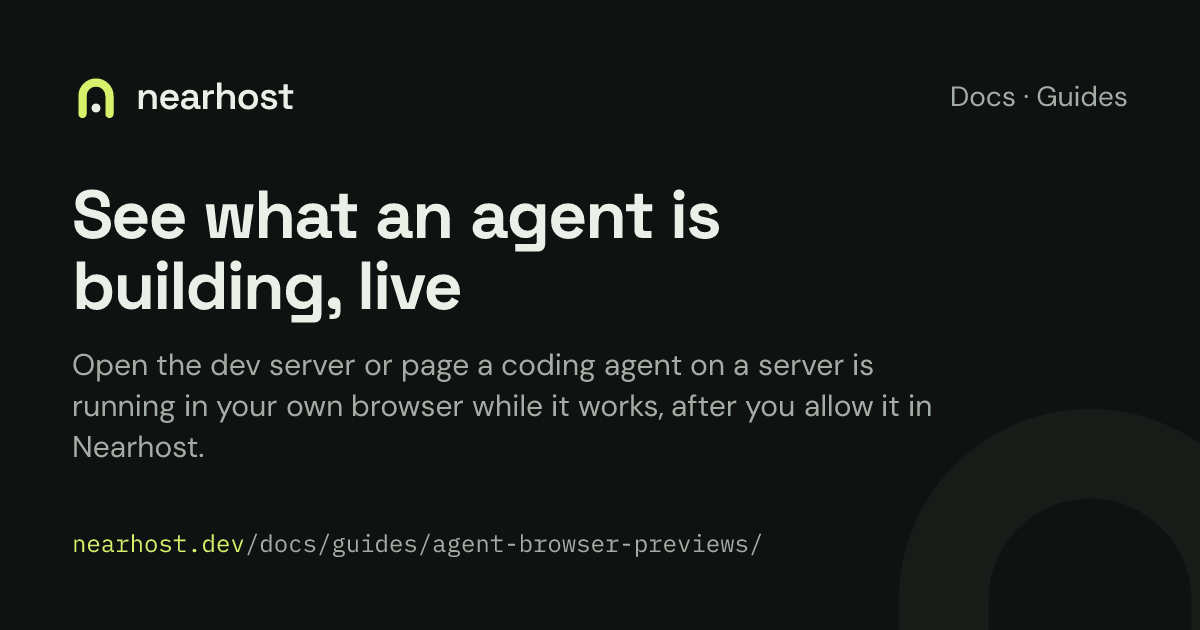 nearhost
Docs · Guides
See what an agent is
building, live
Open the dev server or page a coding agent on a server is
running in your own browser while it works, after you allow it in
Nearhost.
nearhost.dev/docs/guides/agent-browser-previews/